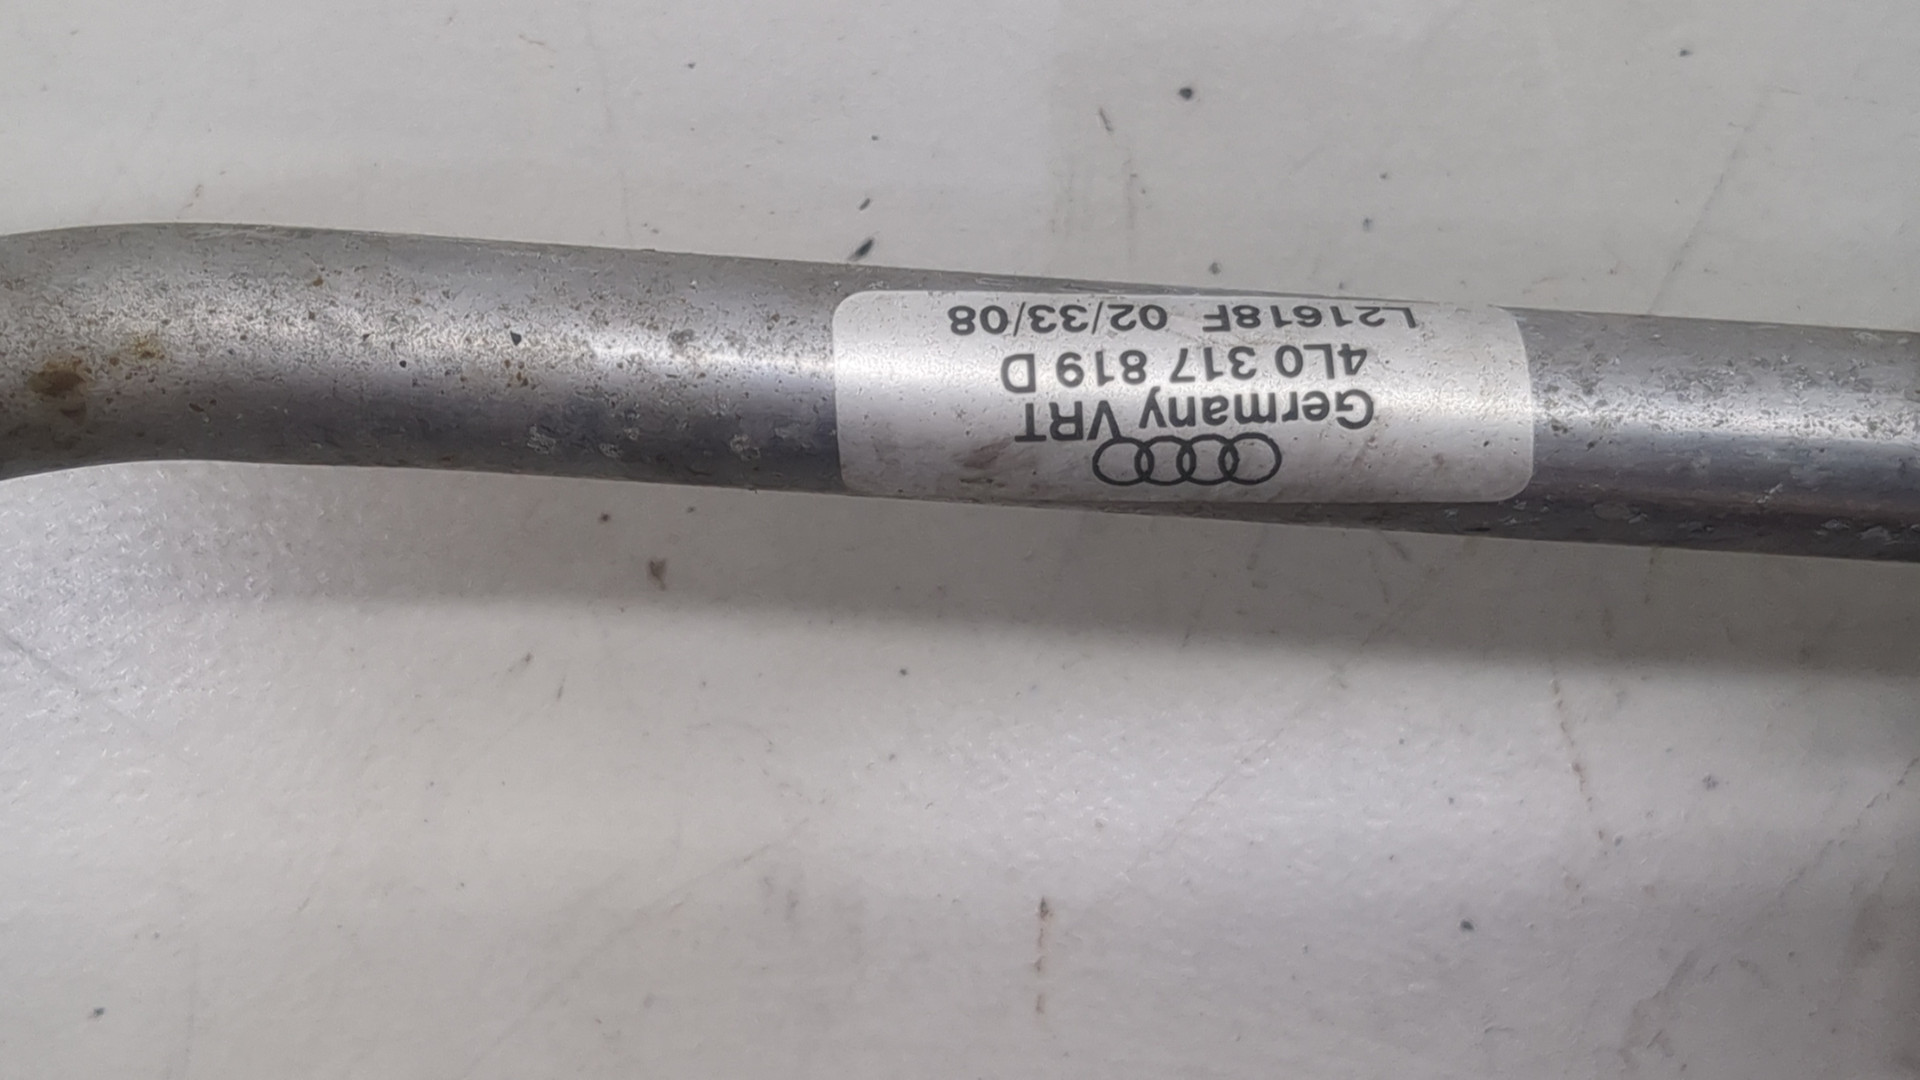 Germany VRT
4L0 317 819 D
L21618F 02/33/08